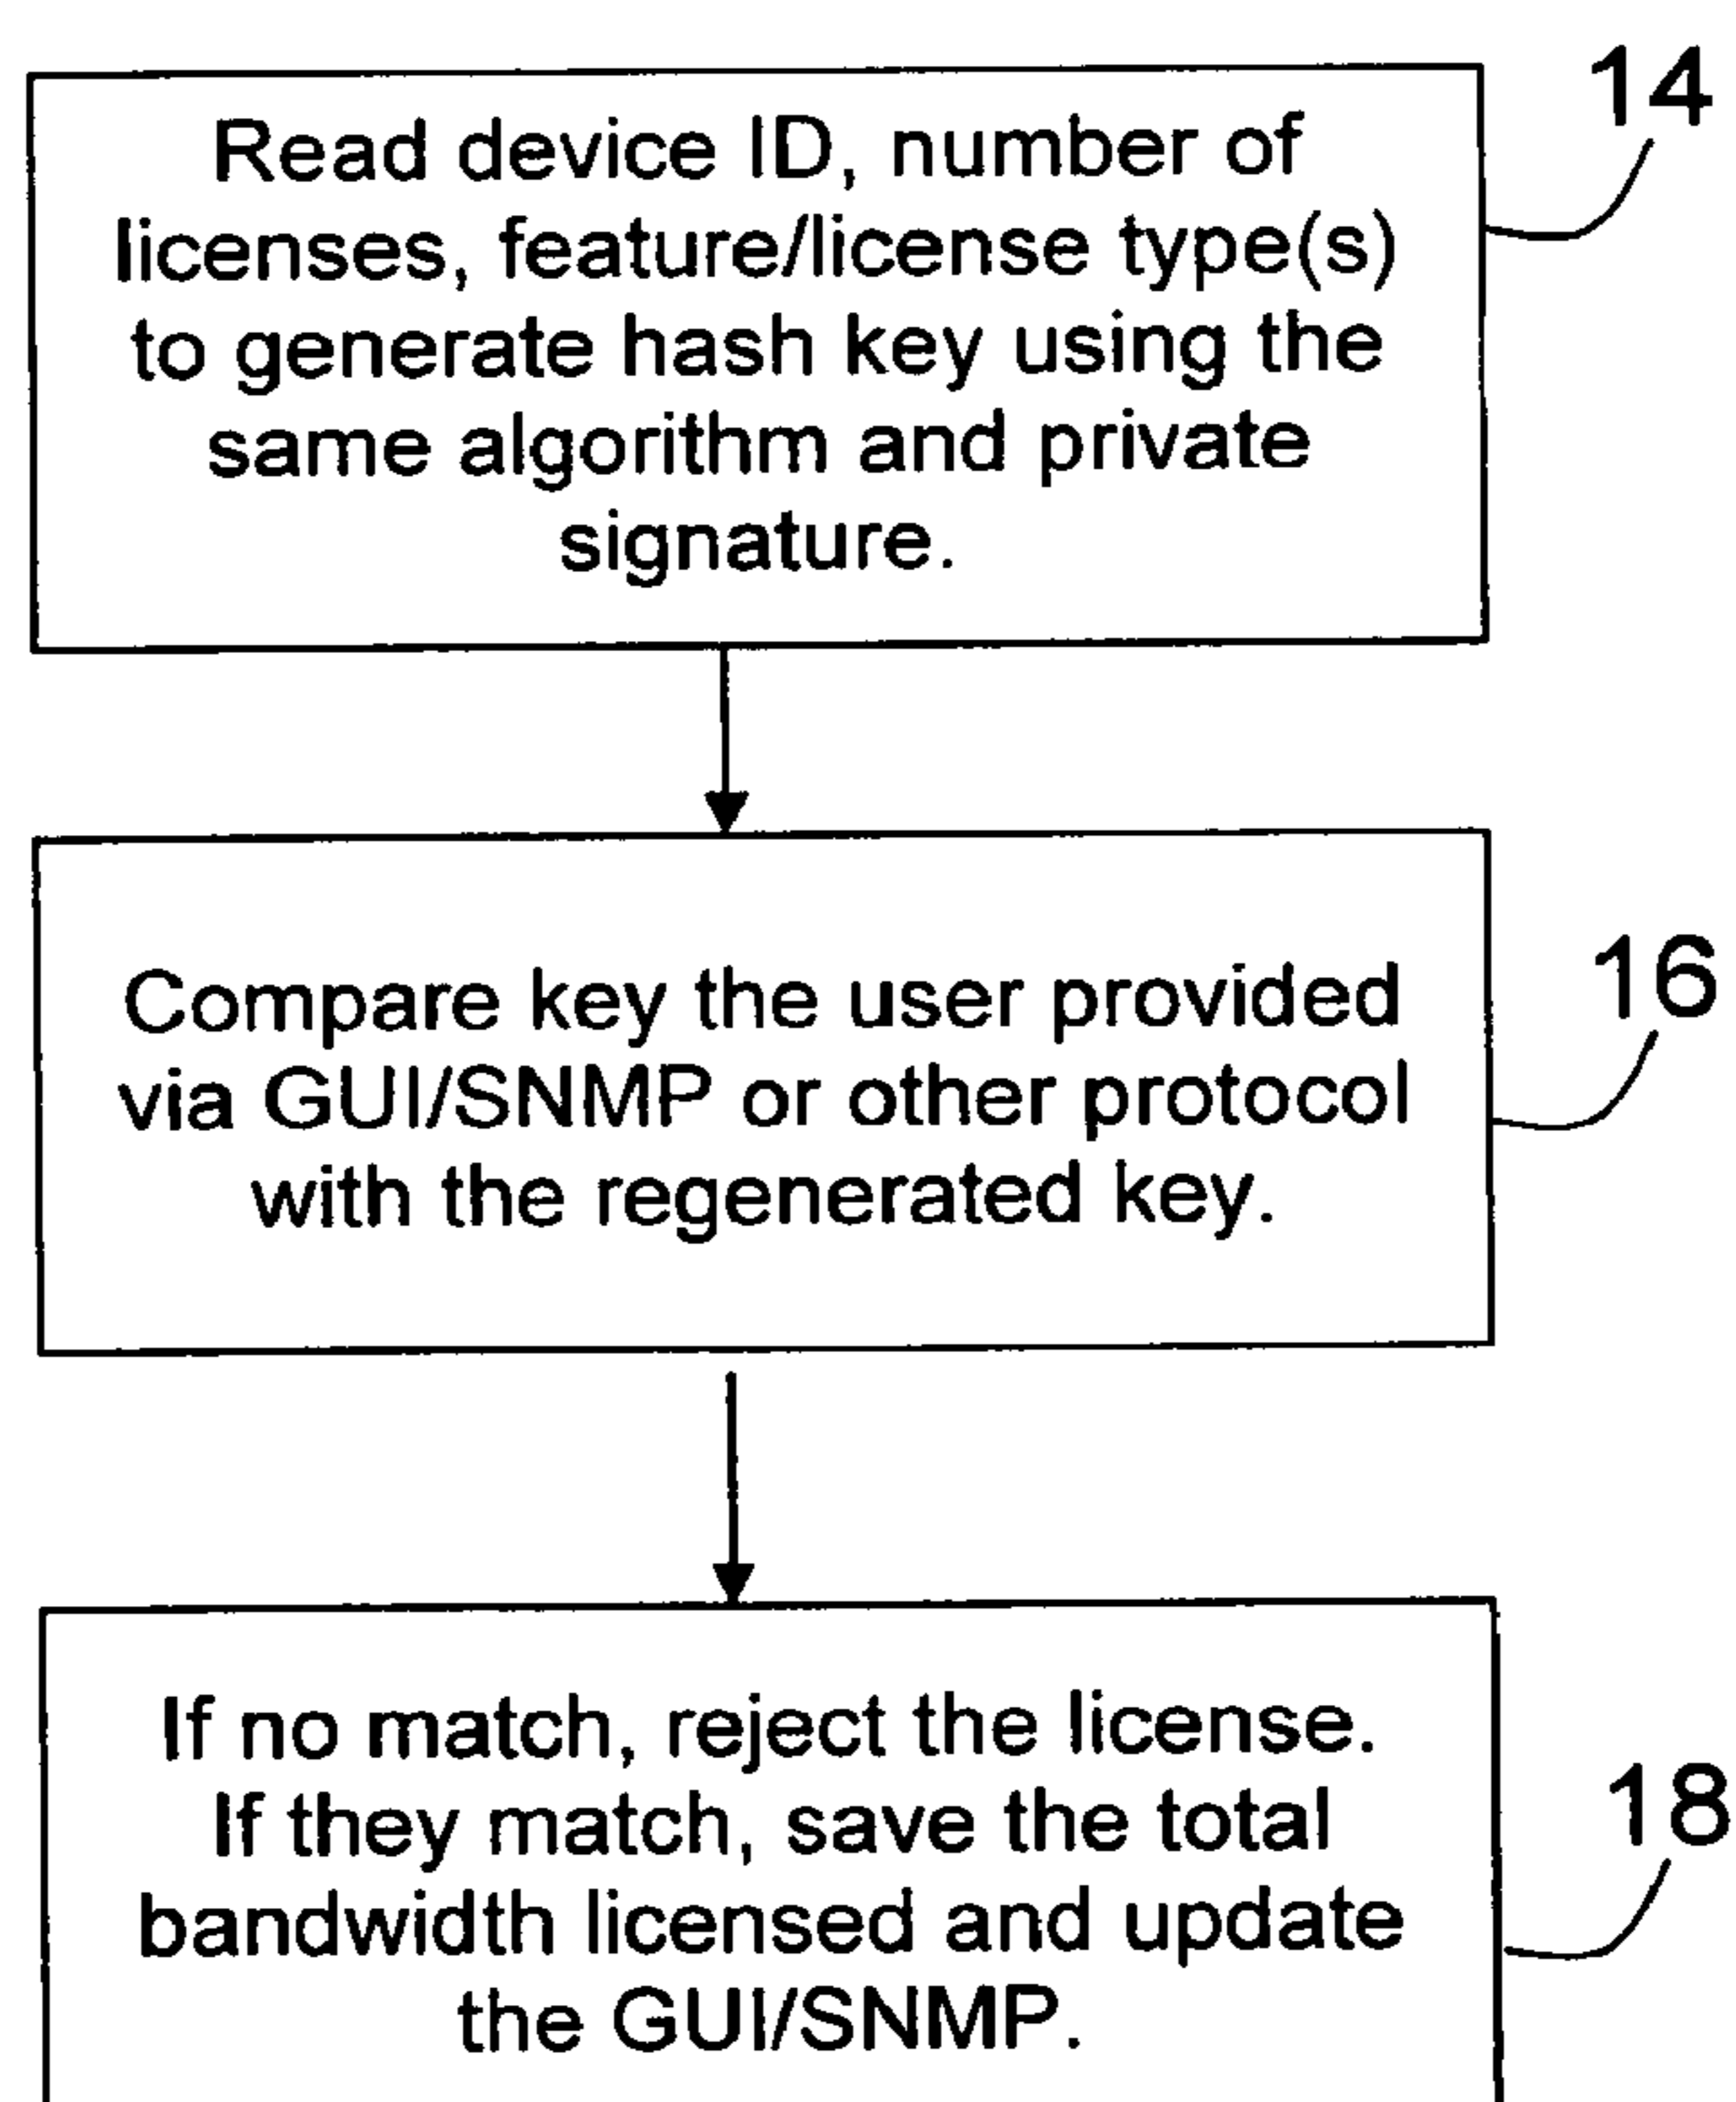 14
Read device ID, number of
licenses, feature/license type(s)
to generate hash key using the
same algorithm and private
signature.
16
Compare key the user provided
via GUI/SNMP or other protocol
with the regenerated key.
If no match, reject the license.
18
If they match, save the total
bandwidth licensed and update
the GUI/SNMP.